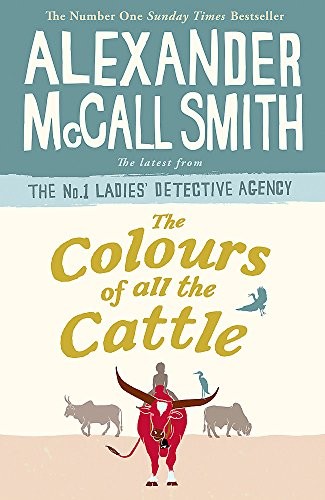 The Number One Sunday Times Bestseller
ALEXANDER
McCALL SMITH
The latest from
THE No.1 LADIES' DETECTIVE AGENCY
The
Colours
of all the
Cattle